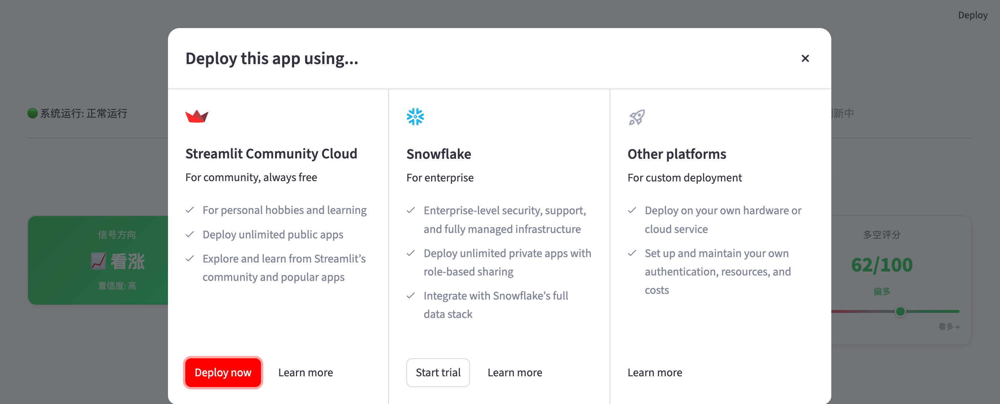 Deploy
Deploy this app using...
系统运行: 正常运行
新中
Streamlit Community Cloud
For community, always free
For personal hobbies and learning
Deploy unlimited public apps
Explore and learn from Streamlit’s
community and popular apps
Deploy now
Learn more
Snowflake
For enterprise
Enterprise-level security, support,
and fully managed infrastructure
Deploy unlimited private apps with
role-based sharing
Integrate with Snowflake’s full
data stack
Start trial
Learn more
Other platforms
For custom deployment
Deploy on your own hardware or
cloud service
Set up and maintain your own
authentication, resources, and
costs
Learn more
信号方向
看涨
置信度: 高
多空评分
62/100
偏多
看多→